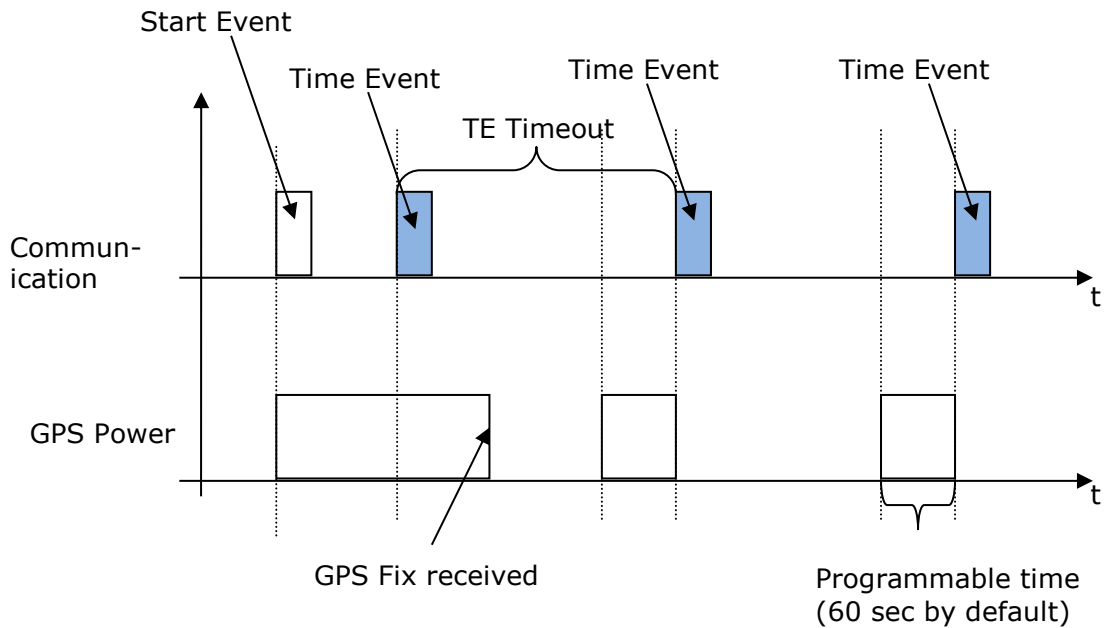 Start Event
Time Event
Time Event
Time Event
TE Timeout
Commun-
ication
t
GPS Power
t
GPS Fix received
Programmable time
(60 sec by default)